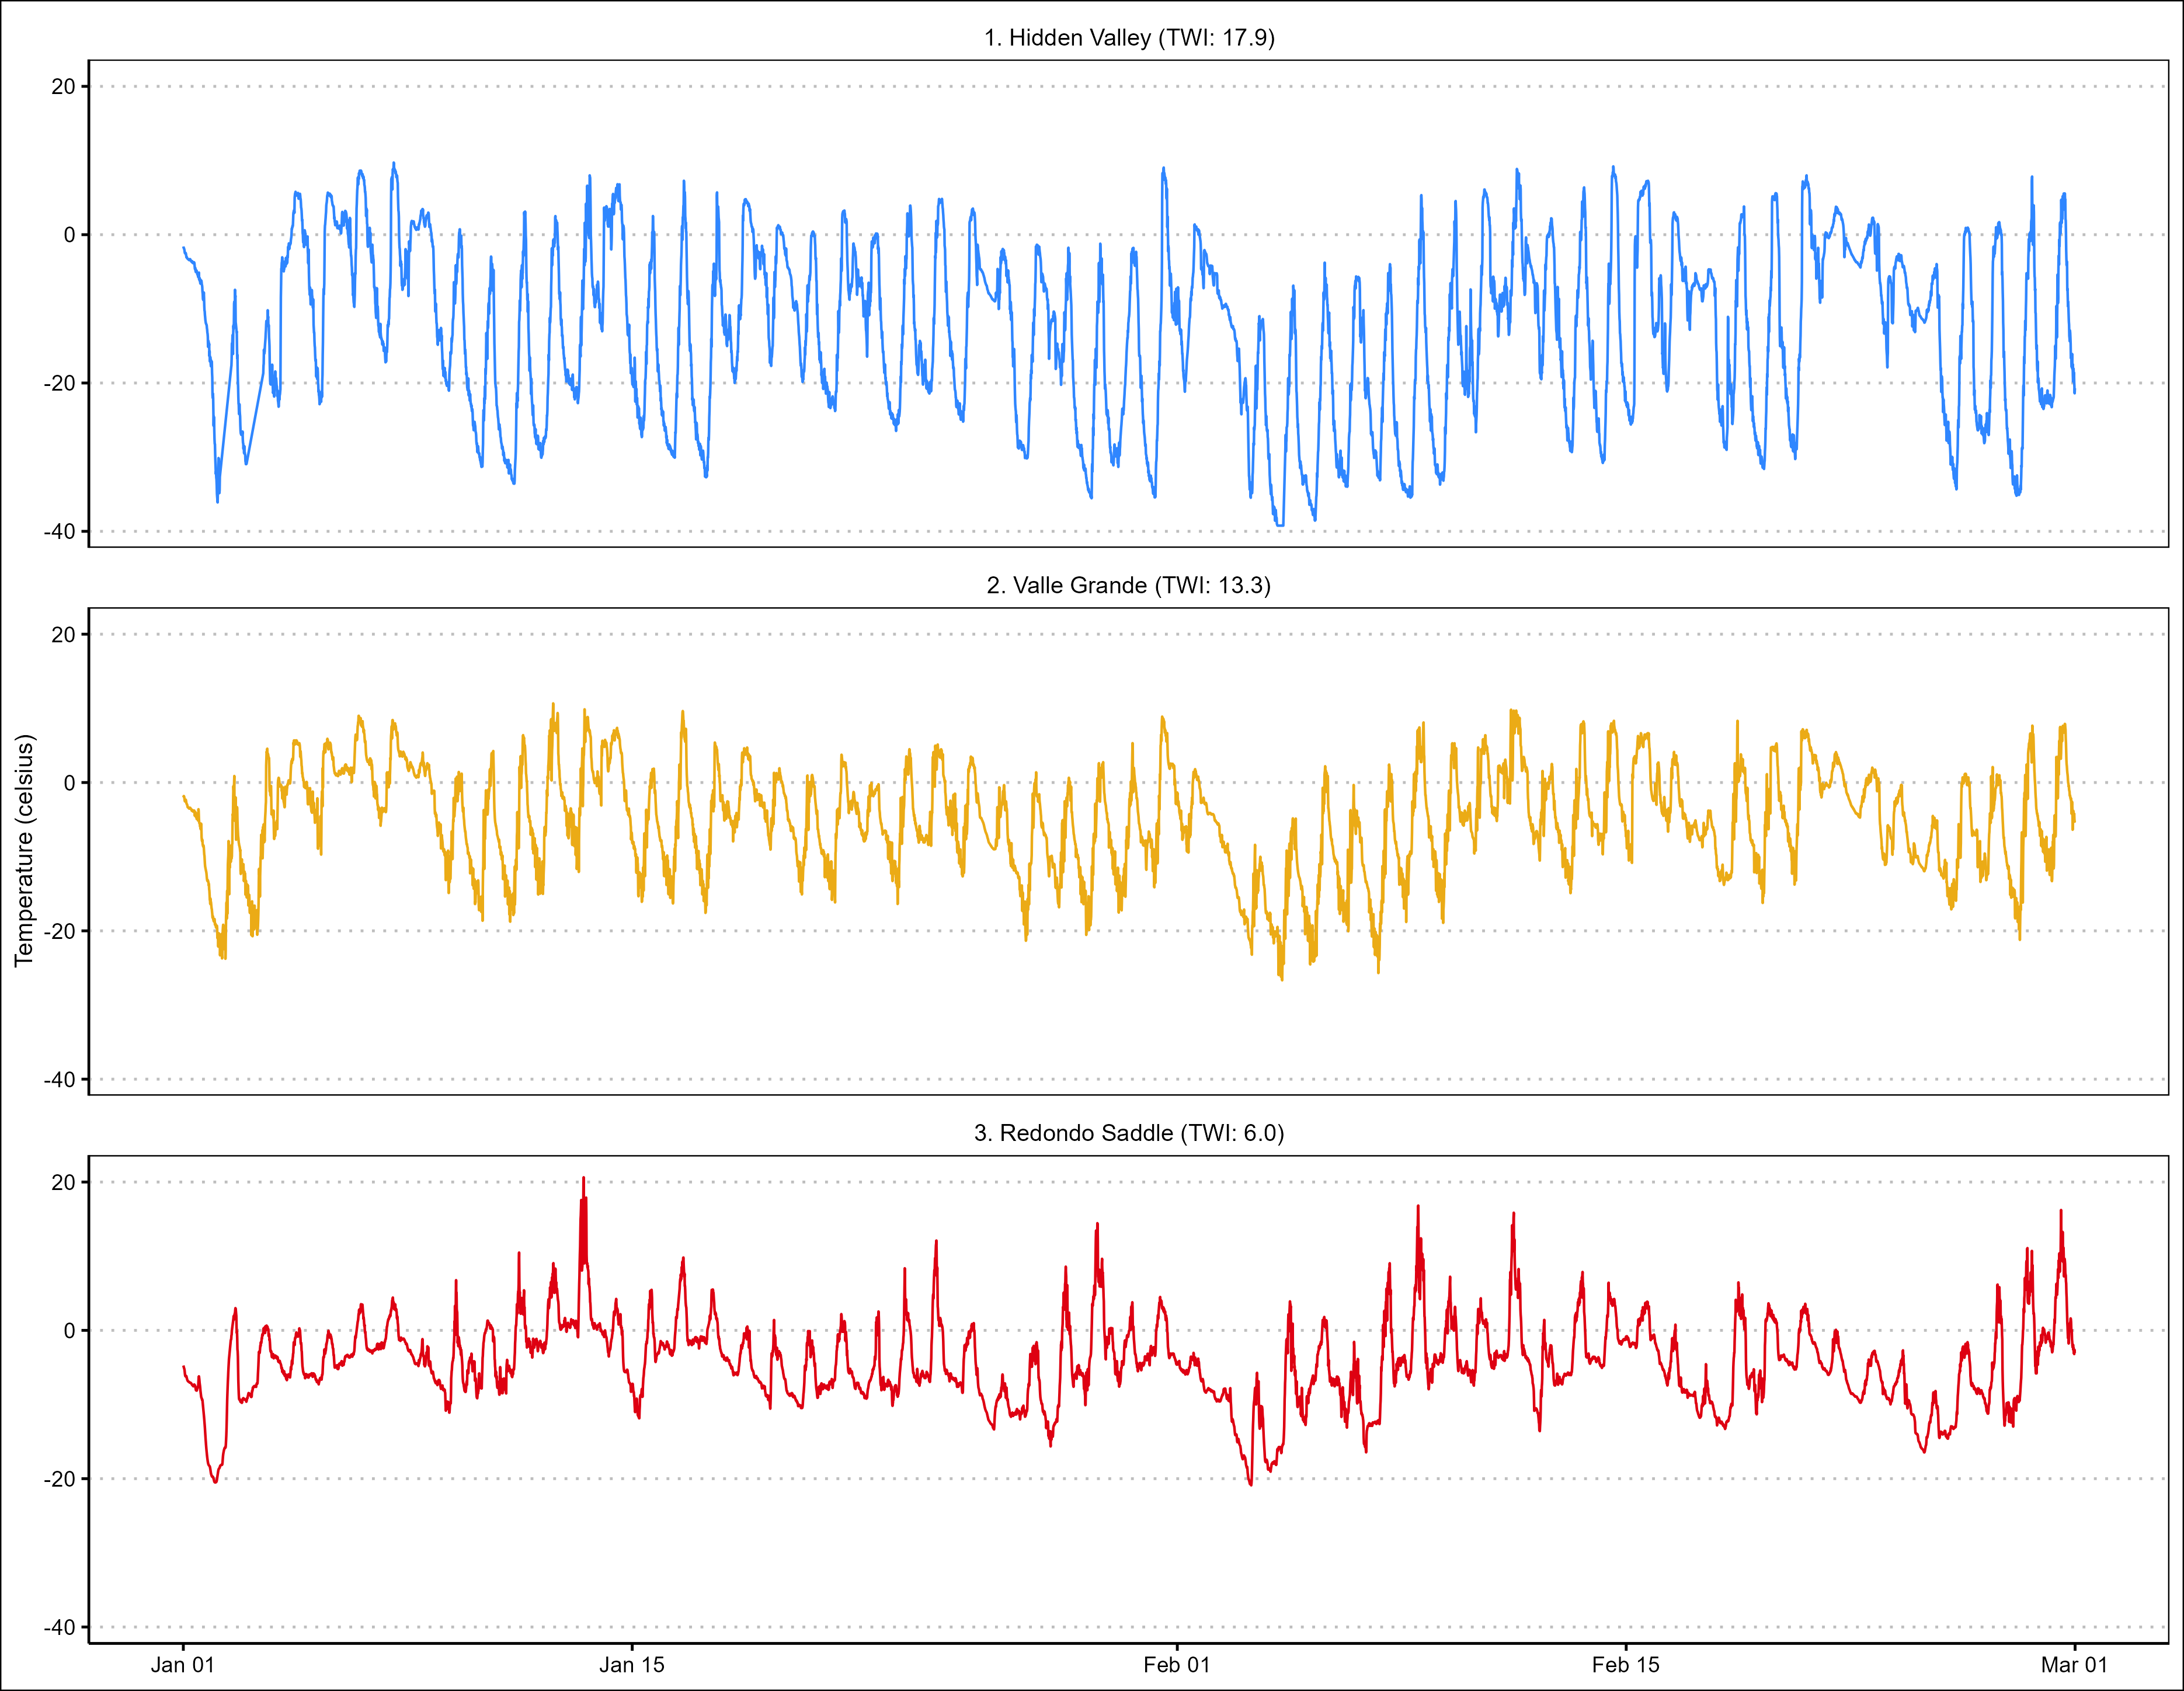 1. Hidden Valley (TWI: 17.9)
20
0
-20
-40
2. Valle Grande (TWI: 13.3)
20
0
-20
-40
Temperature (celsius)
3. Redondo Saddle (TWI: 6.0)
20
0
-20
-40
Jan 01 Jan 15 Feb 01 Feb 15 Mar 01